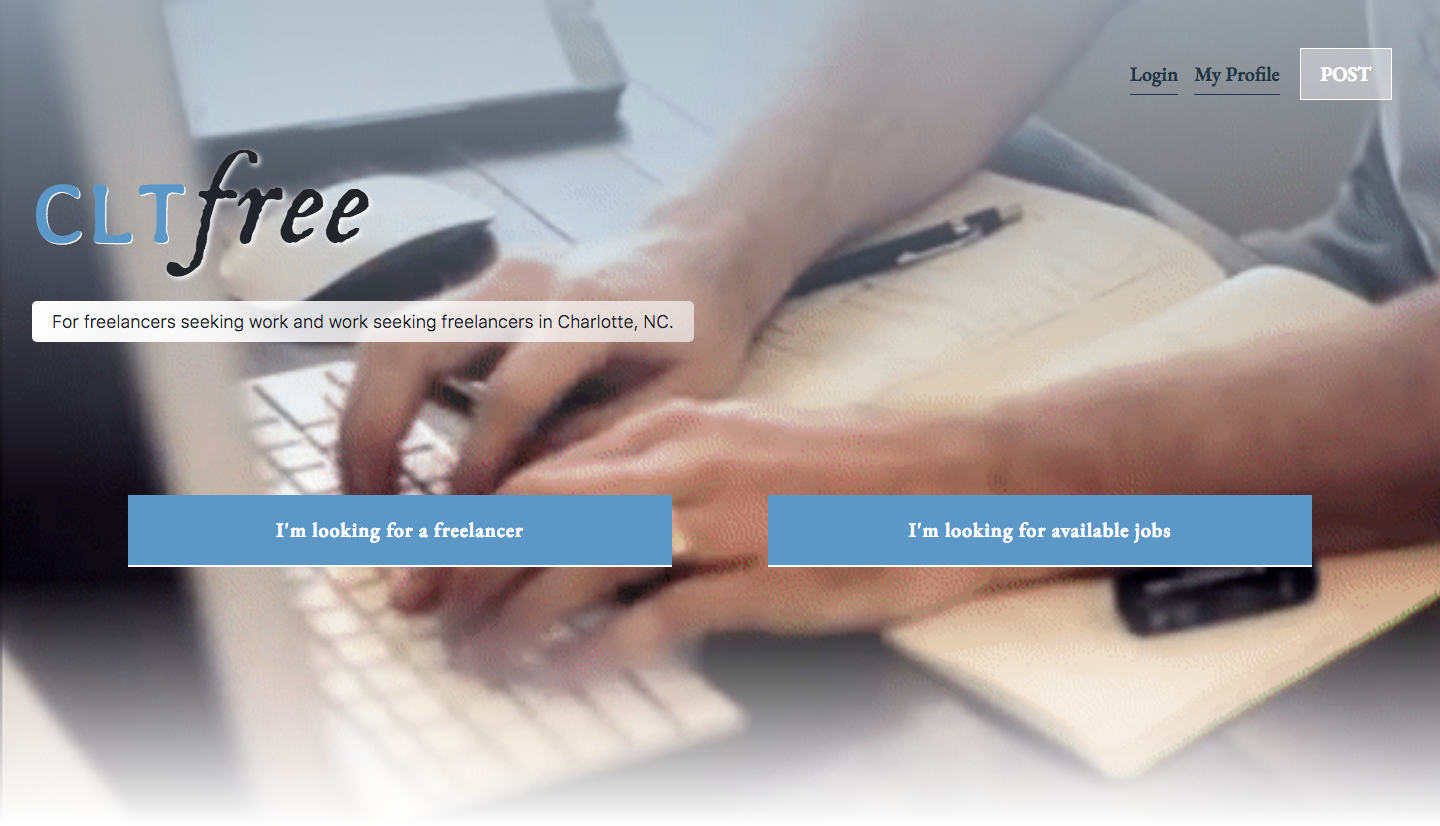 Login My Profile POST
CLTfree
For freelancers seeking work and work seeking freelancers in Charlotte, NC.
I'm looking for a freelancer
I'm looking for available jobs